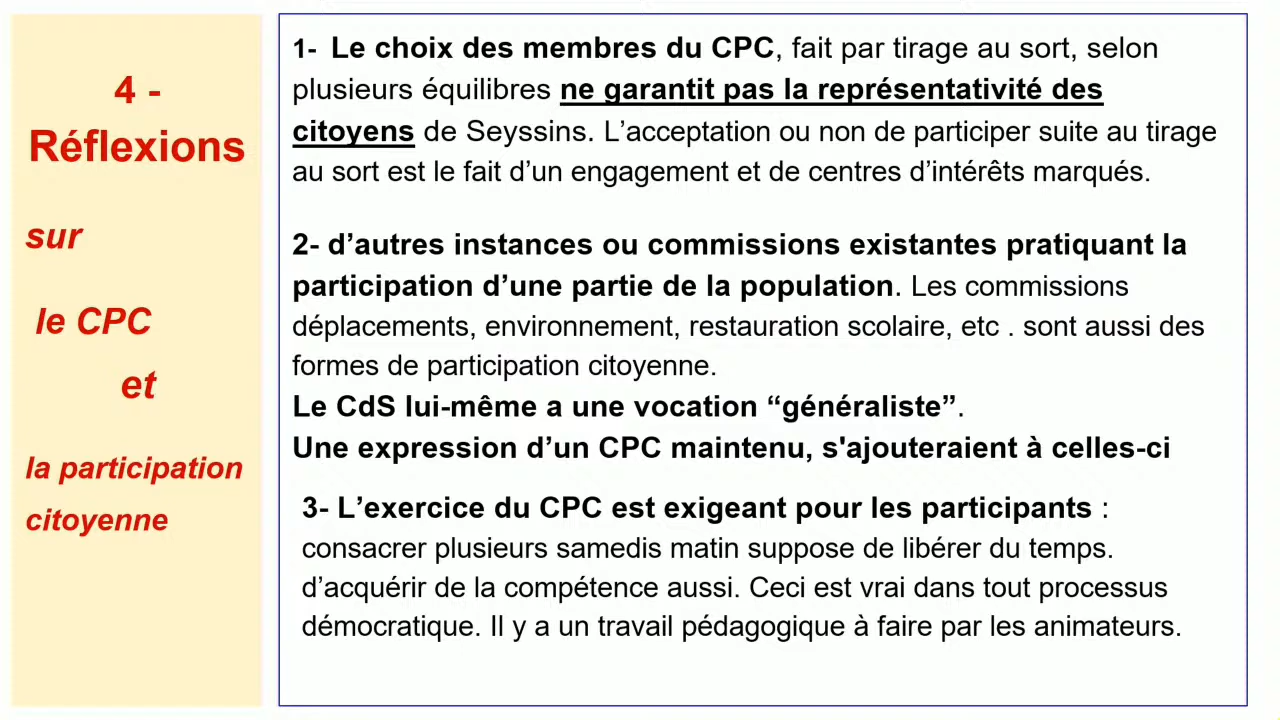 4 -
Réflexions
sur
le CPC
et
la participation
citoyenne
1- Le choix des membres du CPC, fait par tirage au sort, selon
plusieurs équilibres ne garantit pas la représentativité des
citoyens de Seyssins. L’acceptation ou non de participer suite au tirage
au sort est le fait d’un engagement et de centres d’intérêts marqués.
2- d’autres instances ou commissions existantes pratiquant la
participation d’une partie de la population. Les commissions
déplacements, environnement, restauration scolaire, etc . sont aussi des
formes de participation citoyenne.
Le CdS lui-même a une vocation “généraliste”.
Une expression d’un CPC maintenu, s'ajouteraient à celles-ci
3- L’exercice du CPC est exigeant pour les participants :
consacrer plusieurs samedis matin suppose de libérer du temps.
d’acquérir de la compétence aussi. Ceci est vrai dans tout processus
démocratique. Il y a un travail pédagogique à faire par les animateurs.